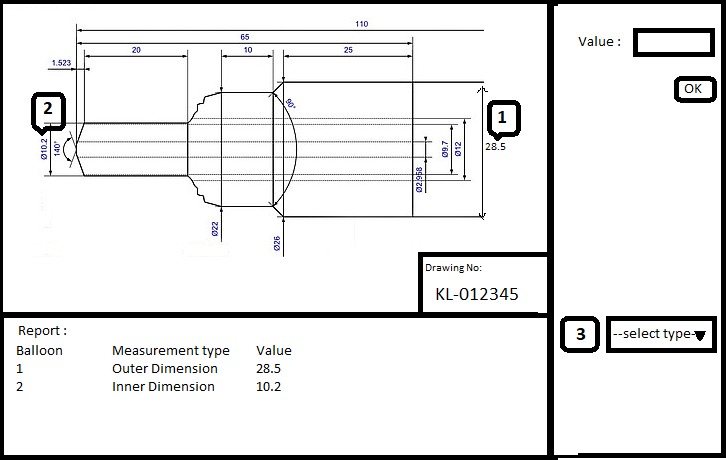 110
65
20
10
25
1.523
2
90°
1
Value :
OK
Ø10.2
140°
Ø9.7
Ø12
28.5
Ø2.958
Ø22
Ø26
Drawing No:
KL-012345
3
--select type-
Report :
Balloon Measurement type Value
1 Outer Dimension 28.5
2 Inner Dimension 10.2